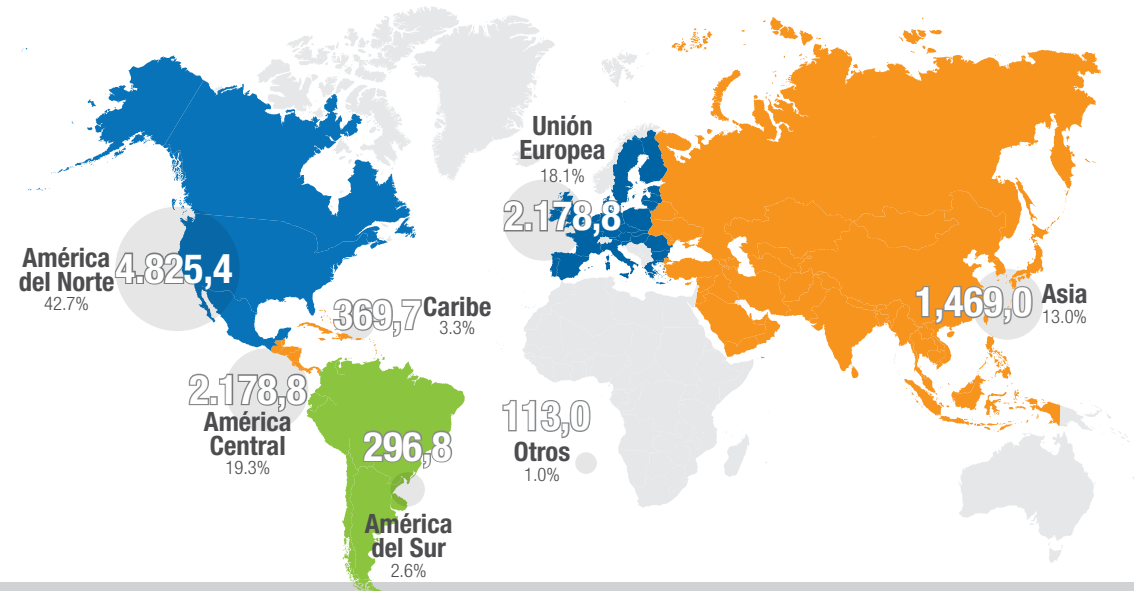 Unión
Europea
18.1%
2.178,8
América
del Norte
42.7%
4.825,4
369,7
Caribe
3.3%
1,469,0
Asia
13.0%
2.178,8
América
Central
19.3%
296,8
América
del Sur
2.6%
113,0
Otros
1.0%